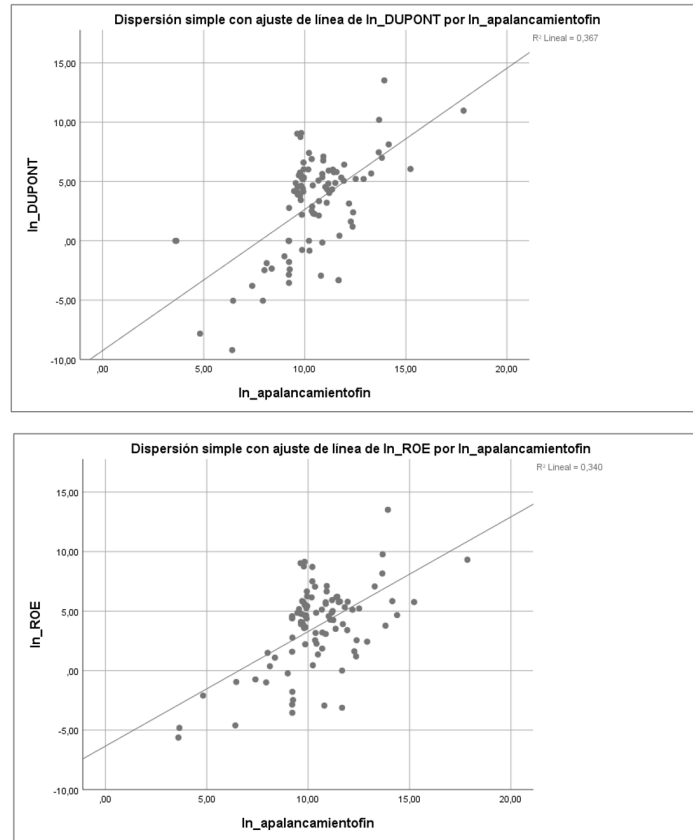 Dispersión simple con ajuste de línea de ln_DUPONT por ln_apalancamientofin
R² Lineal = 0,367
15,00
10,00
5,00
,00
-5,00
-10,00
ln_DUPONT
,00 5,00 10,00 15,00 20,00
ln_apalancamientofin
Dispersión simple con ajuste de línea de ln_ROE por ln_apalancamientofin
R² Lineal = 0,340
15,00
10,00
5,00
,00
-5,00
-10,00
ln_ROE
,00 5,00 10,00 15,00 20,00
ln_apalancamientofin